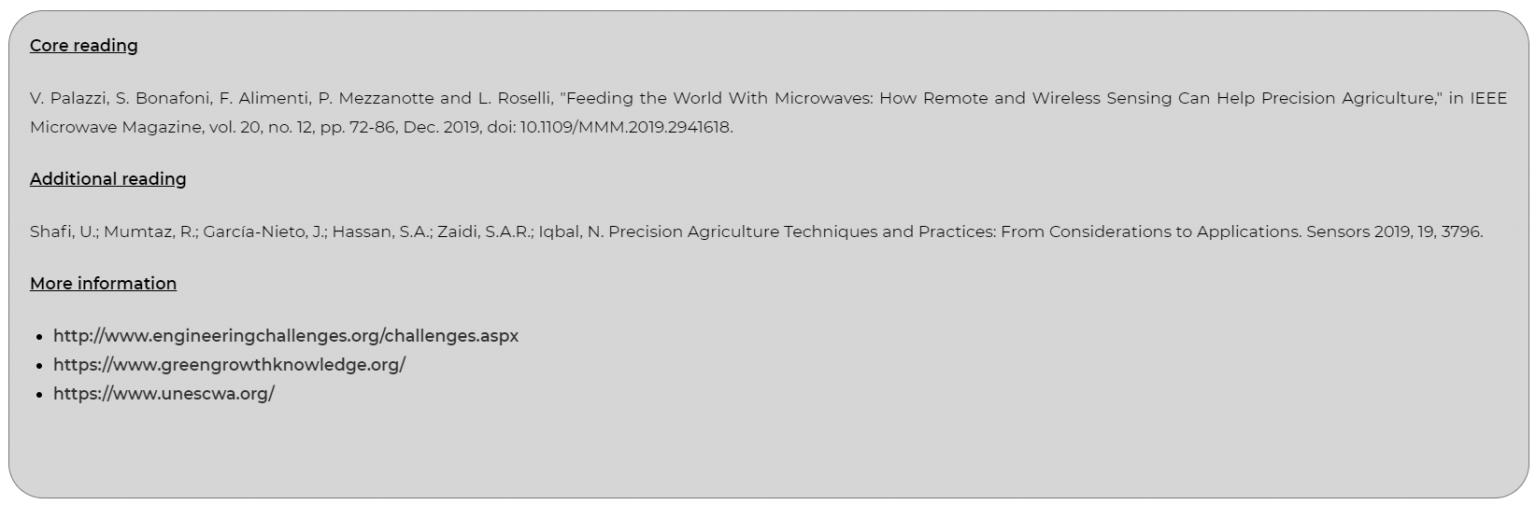 Core reading
V. Palazzi, S. Bonafoni, F. Alimenti, P. Mezzanotte and L. Roselli, "Feeding the World With Microwaves: How Remote and Wireless Sensing Can Help Precision Agriculture," in IEEE
Microwave Magazine, vol. 20, no. 12, pp. 72-86, Dec. 2019, doi: 10.1109/MMM.2019.2941618.
Additional reading
Shafi, U.; Mumtaz, R.; García-Nieto, J.; Hassan, S.A.; Zaidi, S.A.R.; Iqbal, N. Precision Agriculture Techniques and Practices: From Considerations to Applications. Sensors 2019, 19, 3796.
More information
• http://www.engineeringchallenges.org/challenges.aspx
• https://www.greengrowthknowledge.org/
• https://www.unescwa.org/